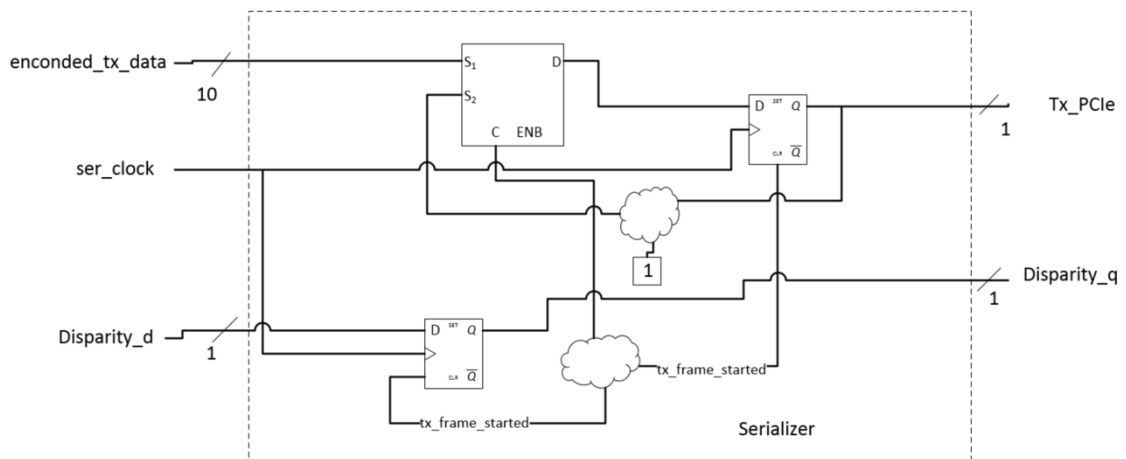 enconded_tx_data
10
S1
D
S2
C ENB
D SET Q
CLR Q
Tx_PCIe
1
ser_clock
1
Disparity_q
1
Disparity_d
1
D SET Q
CLR Q
tx_frame_started
tx_frame_started
Serializer